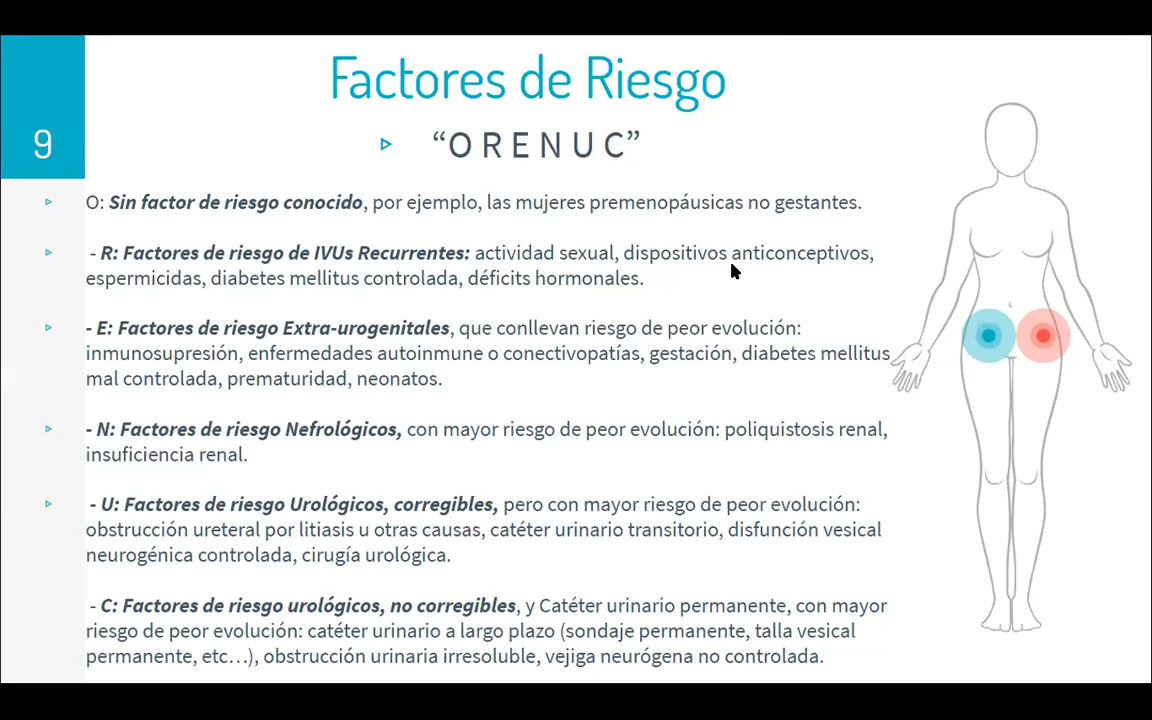 Factores de Riesgo
9
“O R E N U C”
O: Sin factor de riesgo conocido, por ejemplo, las mujeres premenopáusicas no gestantes.
- R: Factores de riesgo de IVUs Recurrentes: actividad sexual, dispositivos anticonceptivos,
espermicidas, diabetes mellitus controlada, déficits hormonales.
- E: Factores de riesgo Extra-urogenitales, que conllevan riesgo de peor evolución:
inmunosupresión, enfermedades autoinmune o conectivopatías, gestación, diabetes mellitus
mal controlada, prematuridad, neonatos.
- N: Factores de riesgo Nefrológicos, con mayor riesgo de peor evolución: poliquistosis renal,
insuficiencia renal.
- U: Factores de riesgo Urológicos, corregibles, pero con mayor riesgo de peor evolución:
obstrucción ureteral por litiasis u otras causas, catéter urinario transitorio, disfunción vesical
neurogénica controlada, cirugía urológica.
- C: Factores de riesgo urológicos, no corregibles, y Catéter urinario permanente, con mayor
riesgo de peor evolución: catéter urinario a largo plazo (sondaje permanente, talla vesical
permanente, etc…), obstrucción urinaria irresoluble, vejiga neurógena no controlada.